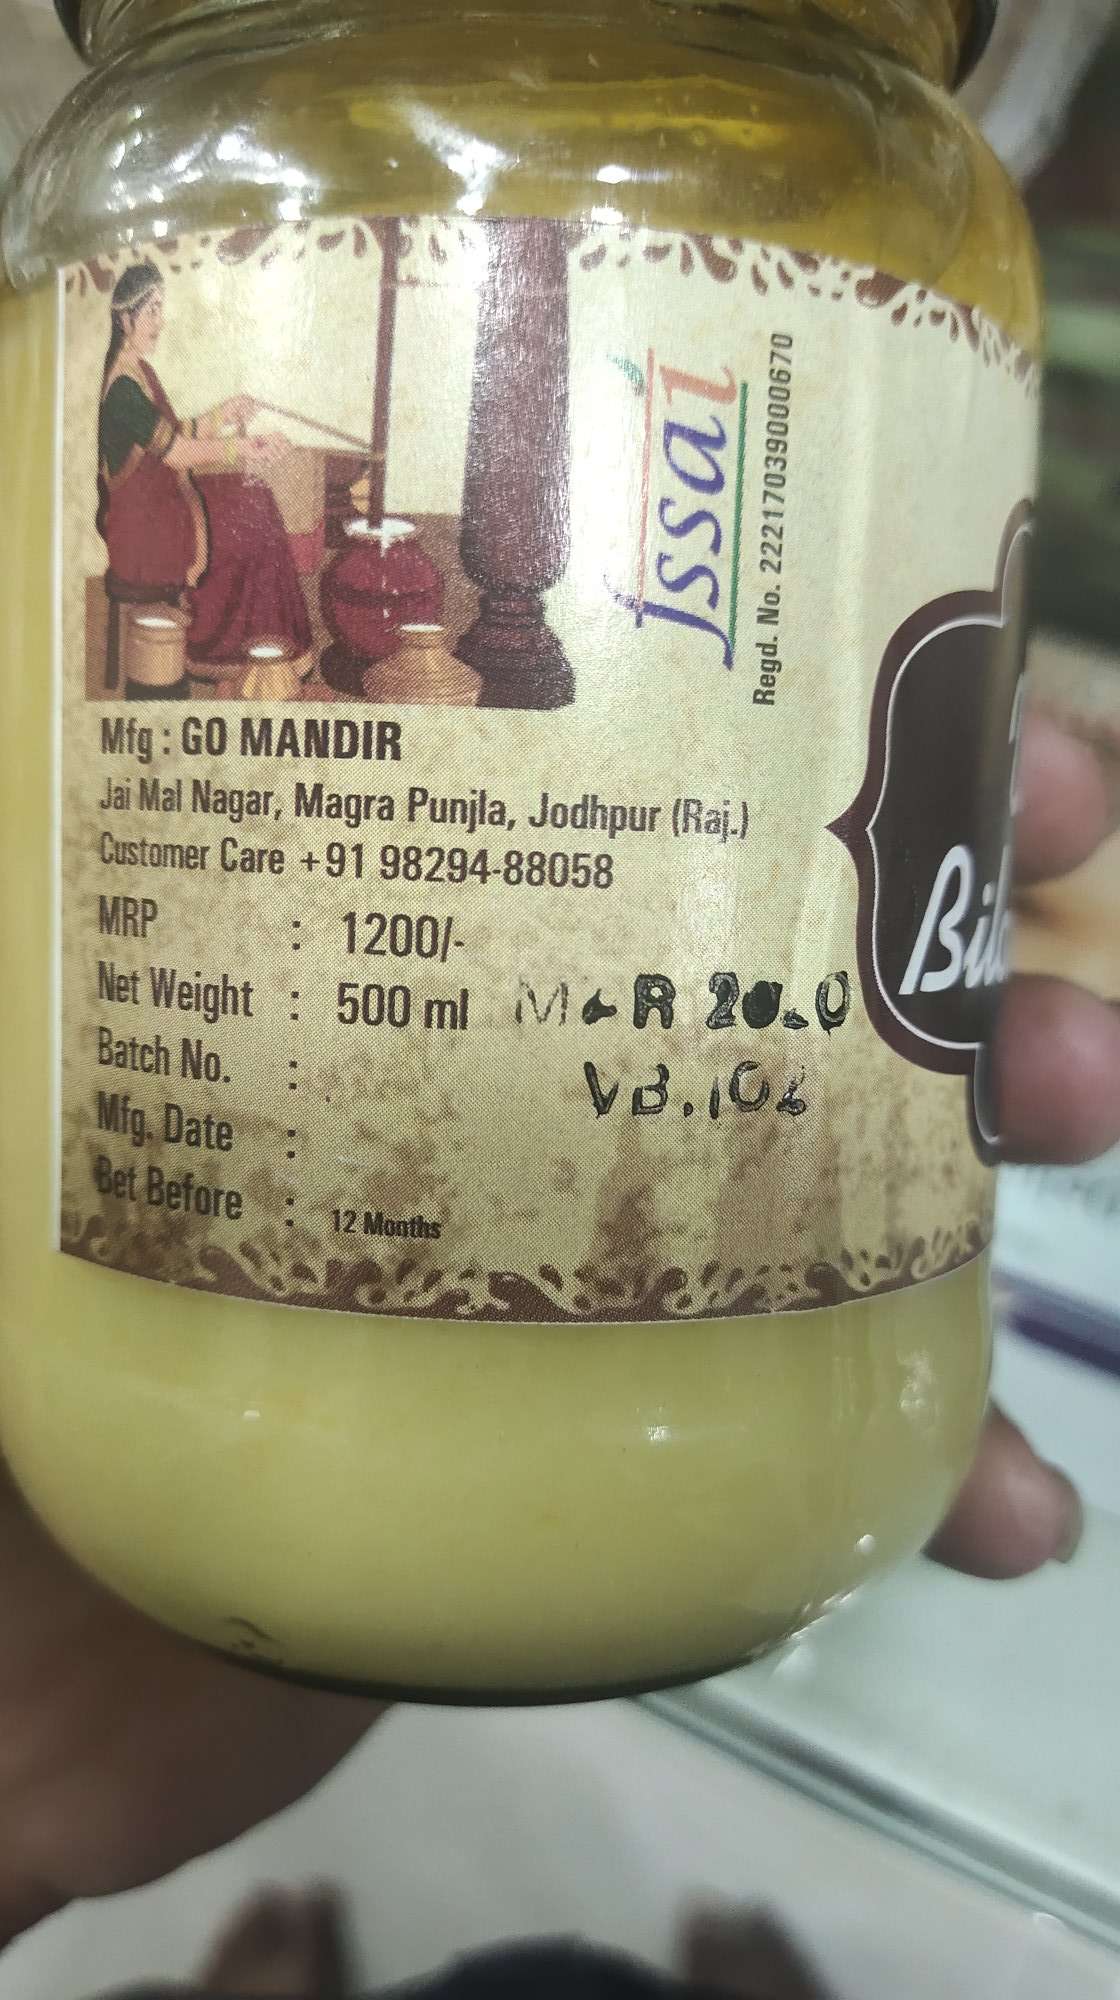 fssai
Regd. No. 22217039000670
Mfg : GO MANDIR
Jai Mal Nagar, Magra Punjla, Jodhpur (Raj.)
Customer Care +91 98294-88058
MRP : 1200/-
Net Weight : 500 ml
Batch No. :
Mfg. Date :
Bet Before : 12 Months